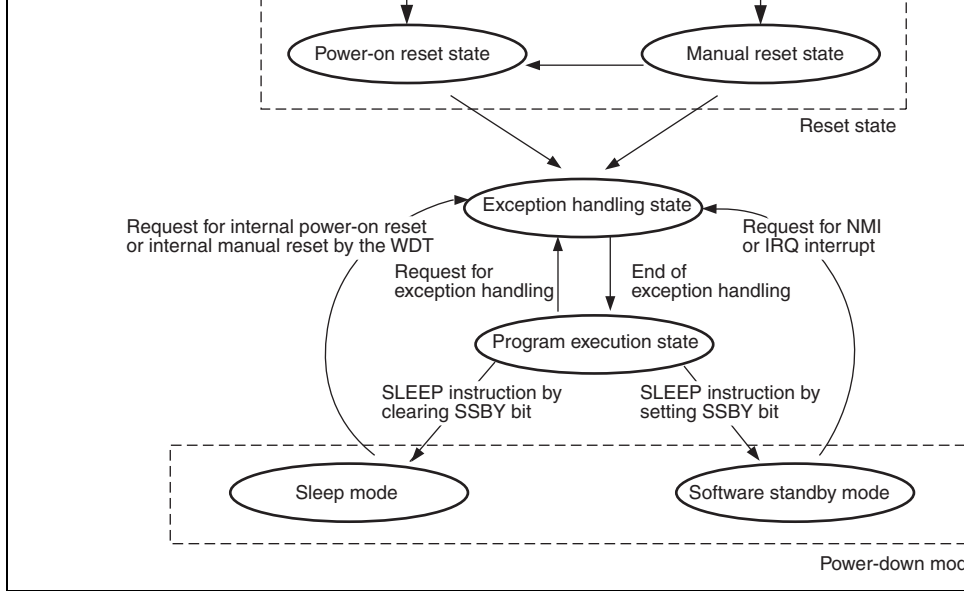 Power-on reset state
Manual reset state
Reset state
Exception handling state
Request for internal power-on reset
or internal manual reset by the WDT
Request for NMI
or IRQ interrupt
Request for
exception handling
End of
exception handling
Program execution state
SLEEP instruction by
clearing SSBY bit
SLEEP instruction by
setting SSBY bit
Sleep mode
Software standby mode
Power-down mod